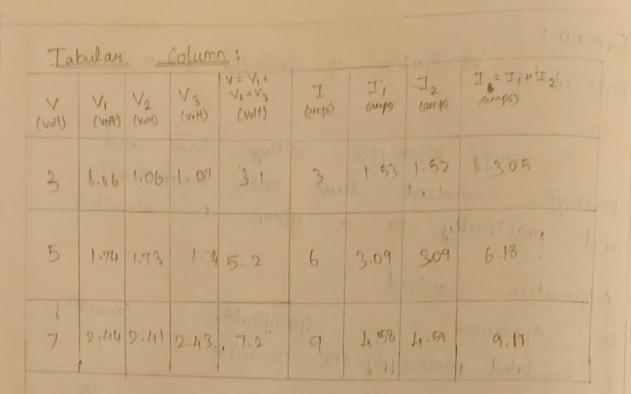 Tabular Column :
V (volt) V1 (volt) V2 (volt) V3 (volt) V = V1 + V2 + V3 (volt) I (amps) I1 (amps) I2 (amps) I = I1 + I2 (amps)
3 1.06 1.06 1.07 3.1 3 1.53 1.52 3.05
5 1.74 1.73 1.74 5.2 6 3.09 309 6.18
7 2.44 2.41 2.43 7.2 9 4.58 4.59 9.17